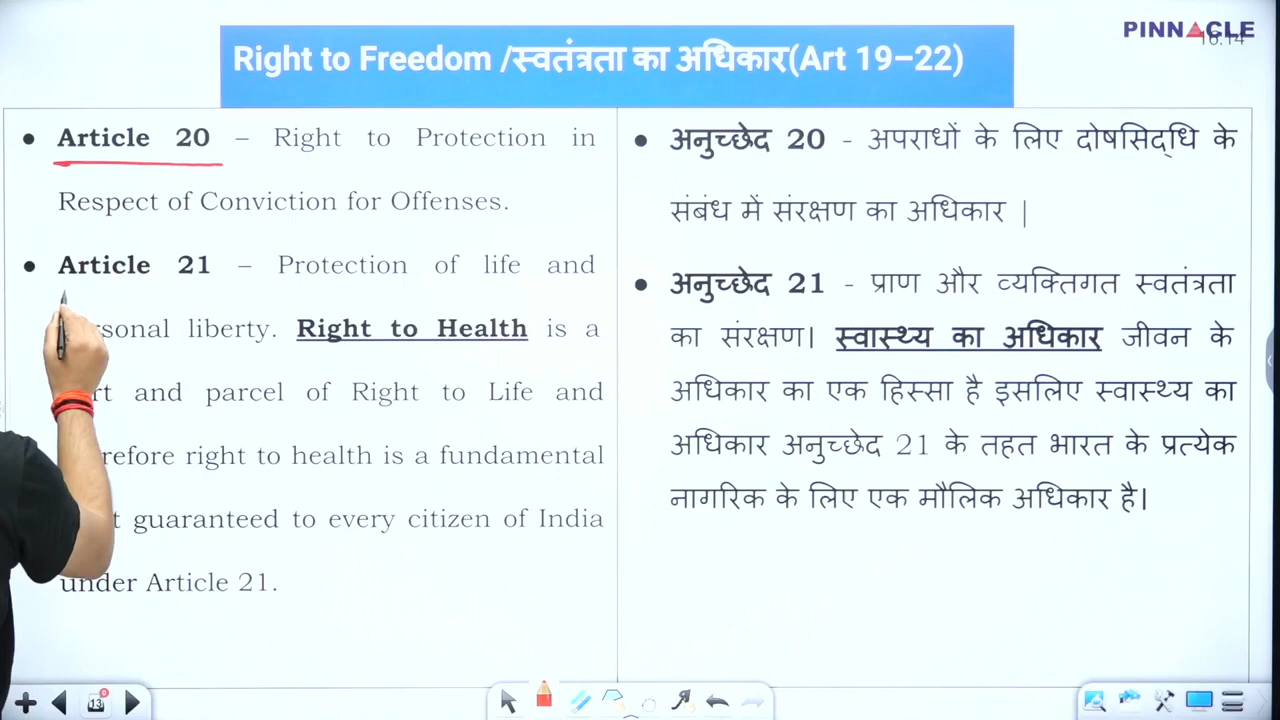 PINNACLE
16:14
Right to Freedom /स्वतंत्रता का अधिकार(Art 19–22)
Article 20 – Right to Protection in
Respect of Conviction for Offenses.
Article 21 – Protection of life and
liberty. Right to Health is a
and parcel of Right to Life and
right to health is a fundamental
guaranteed to every citizen of India
under Article 21.
अनुच्छेद 20 - अपराधों के लिए दोषसिद्धि के
संबंध में संरक्षण का अधिकार |
अनुच्छेद 21 - प्राण और व्यक्तिगत स्वतंत्रता
का संरक्षण। स्वास्थ्य का अधिकार जीवन के
अधिकार का एक हिस्सा है इसलिए स्वास्थ्य का
अधिकार अनुच्छेद 21 के तहत भारत के प्रत्येक
नागरिक के लिए एक मौलिक अधिकार है।
13